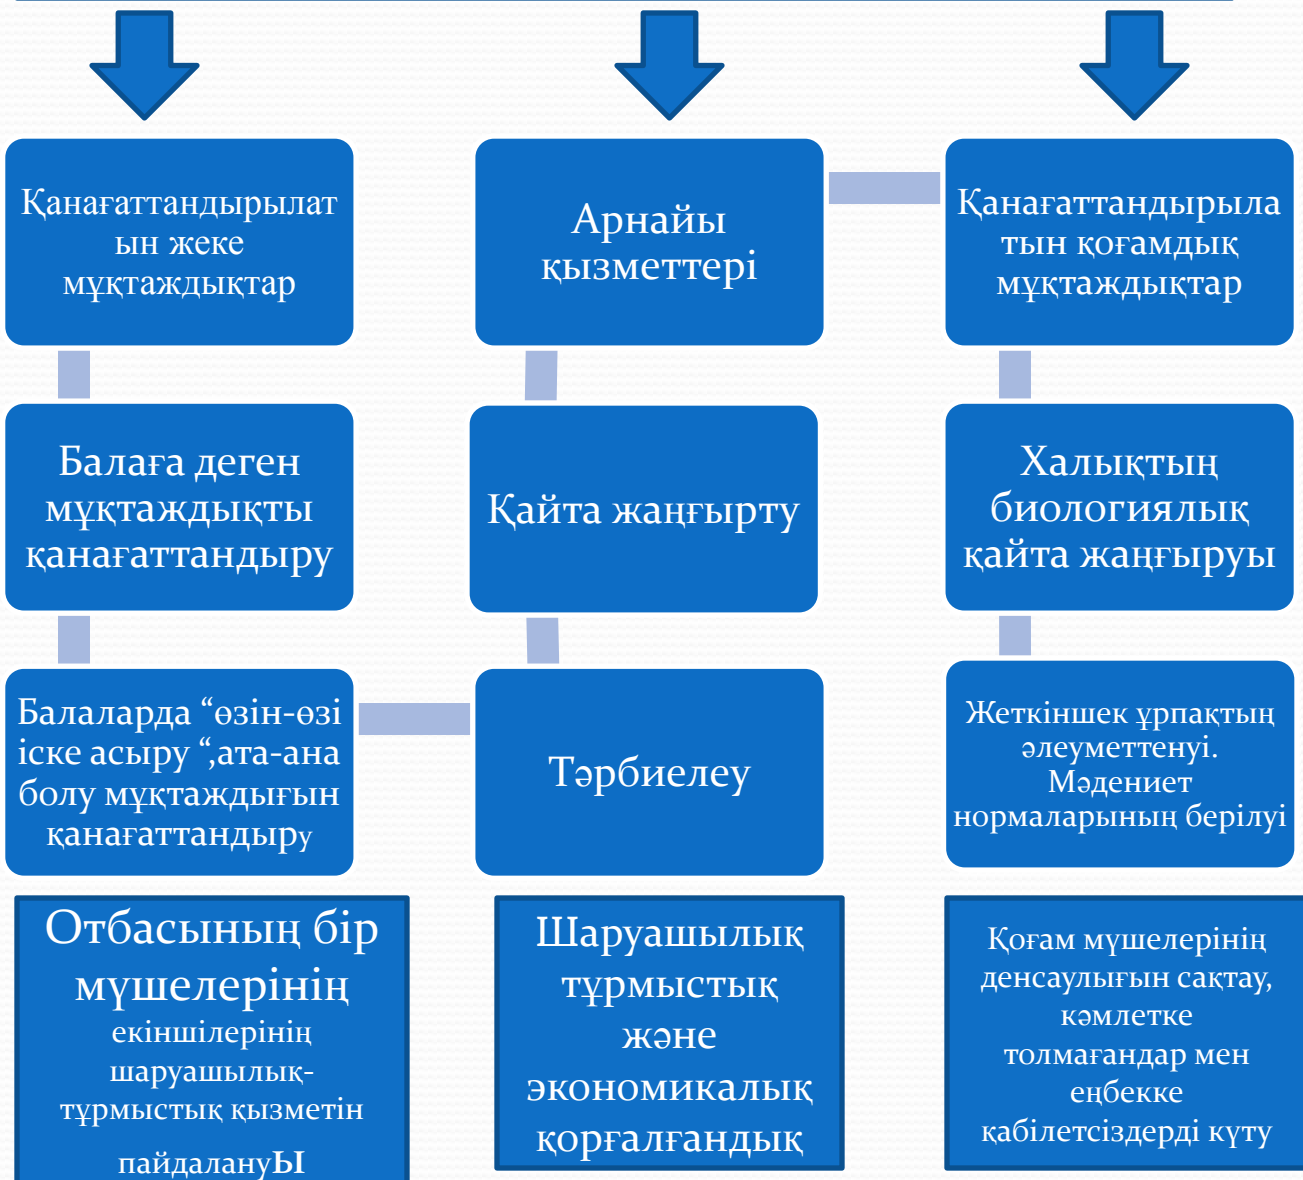 Қанағаттандырылат
ын жеке
мұқтаждықтар
Арнайы
қызметтері
Қанағаттандырыла
тын қоғамдық
мұқтаждықтар
Балаға деген
мұқтаждықты
қанағаттандыру
Қайта жаңғырту
Халықтың
биологиялық
қайта жаңғыруы
Балаларда “өзін-өзі
іске асыру “,ата-ана
болу мұқтаждығын
қанағаттандыру
Тәрбиелеу
Жеткіншек ұрпақтың
әлеуметтенуі.
Мәдениет
нормаларының берілуі
Отбасының бір
мүшелерінің
екіншілерінің
шаруашылық-
тұрмыстық қызметін
пайдалануЫ
Шаруашылық
тұрмыстық
және
экономикалық
қорғалғандық
Қоғам мүшелерінің
денсаулығын сақтау,
кәмлетке
толмағандар мен
еңбекке
қабілетсіздерді күту